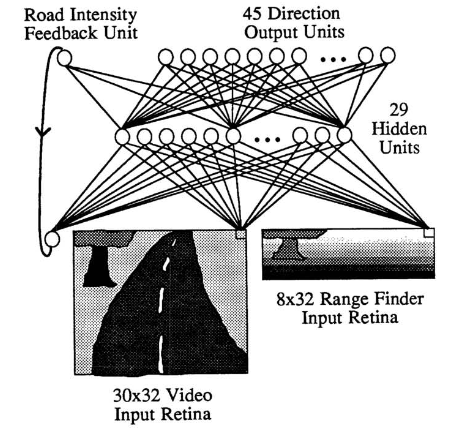 Road Intensity
Feedback Unit
45 Direction
Output Units
29
Hidden
Units
8x32 Range Finder
Input Retina
30x32 Video
Input Retina